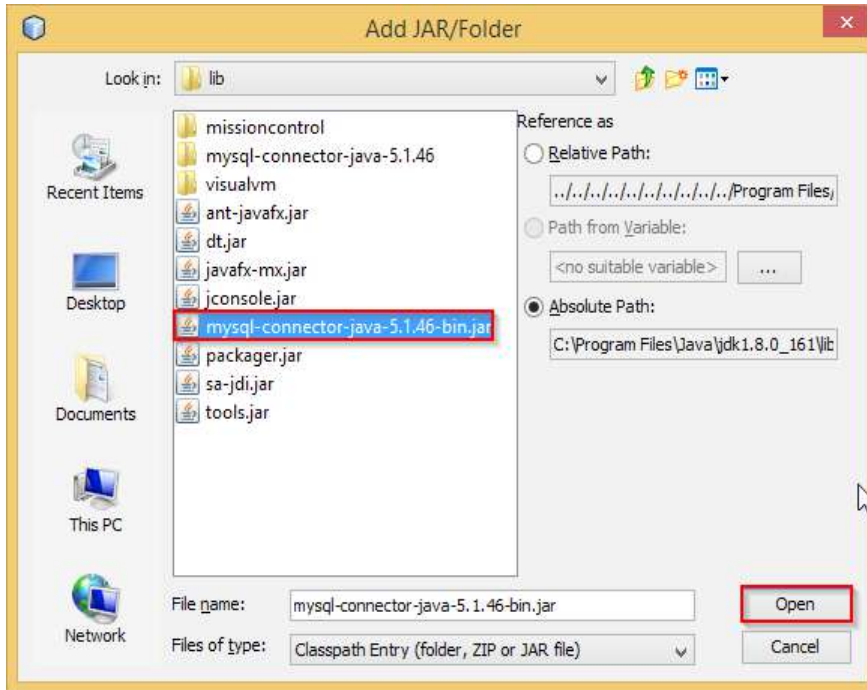 Add JAR/Folder
Look in:
lib
Recent Items
Desktop
Documents
This PC
Network
missioncontrol
mysql-connector-java-5.1.46
visualvm
ant-javafx.jar
dt.jar
javafx-mx.jar
jconsole.jar
mysql-connector-java-5.1.46-bin.jar
packager.jar
sa-jdi.jar
tools.jar
Reference as
Relative Path:
../../../../../../../../../../Program Files/
Path from Variable:
<no suitable variable>
...
Absolute Path:
C:\Program Files\Java\jdk1.8.0_161\lib
File name:
mysql-connector-java-5.1.46-bin.jar
Open
Files of type:
Classpath Entry (folder, ZIP or JAR file)
Cancel